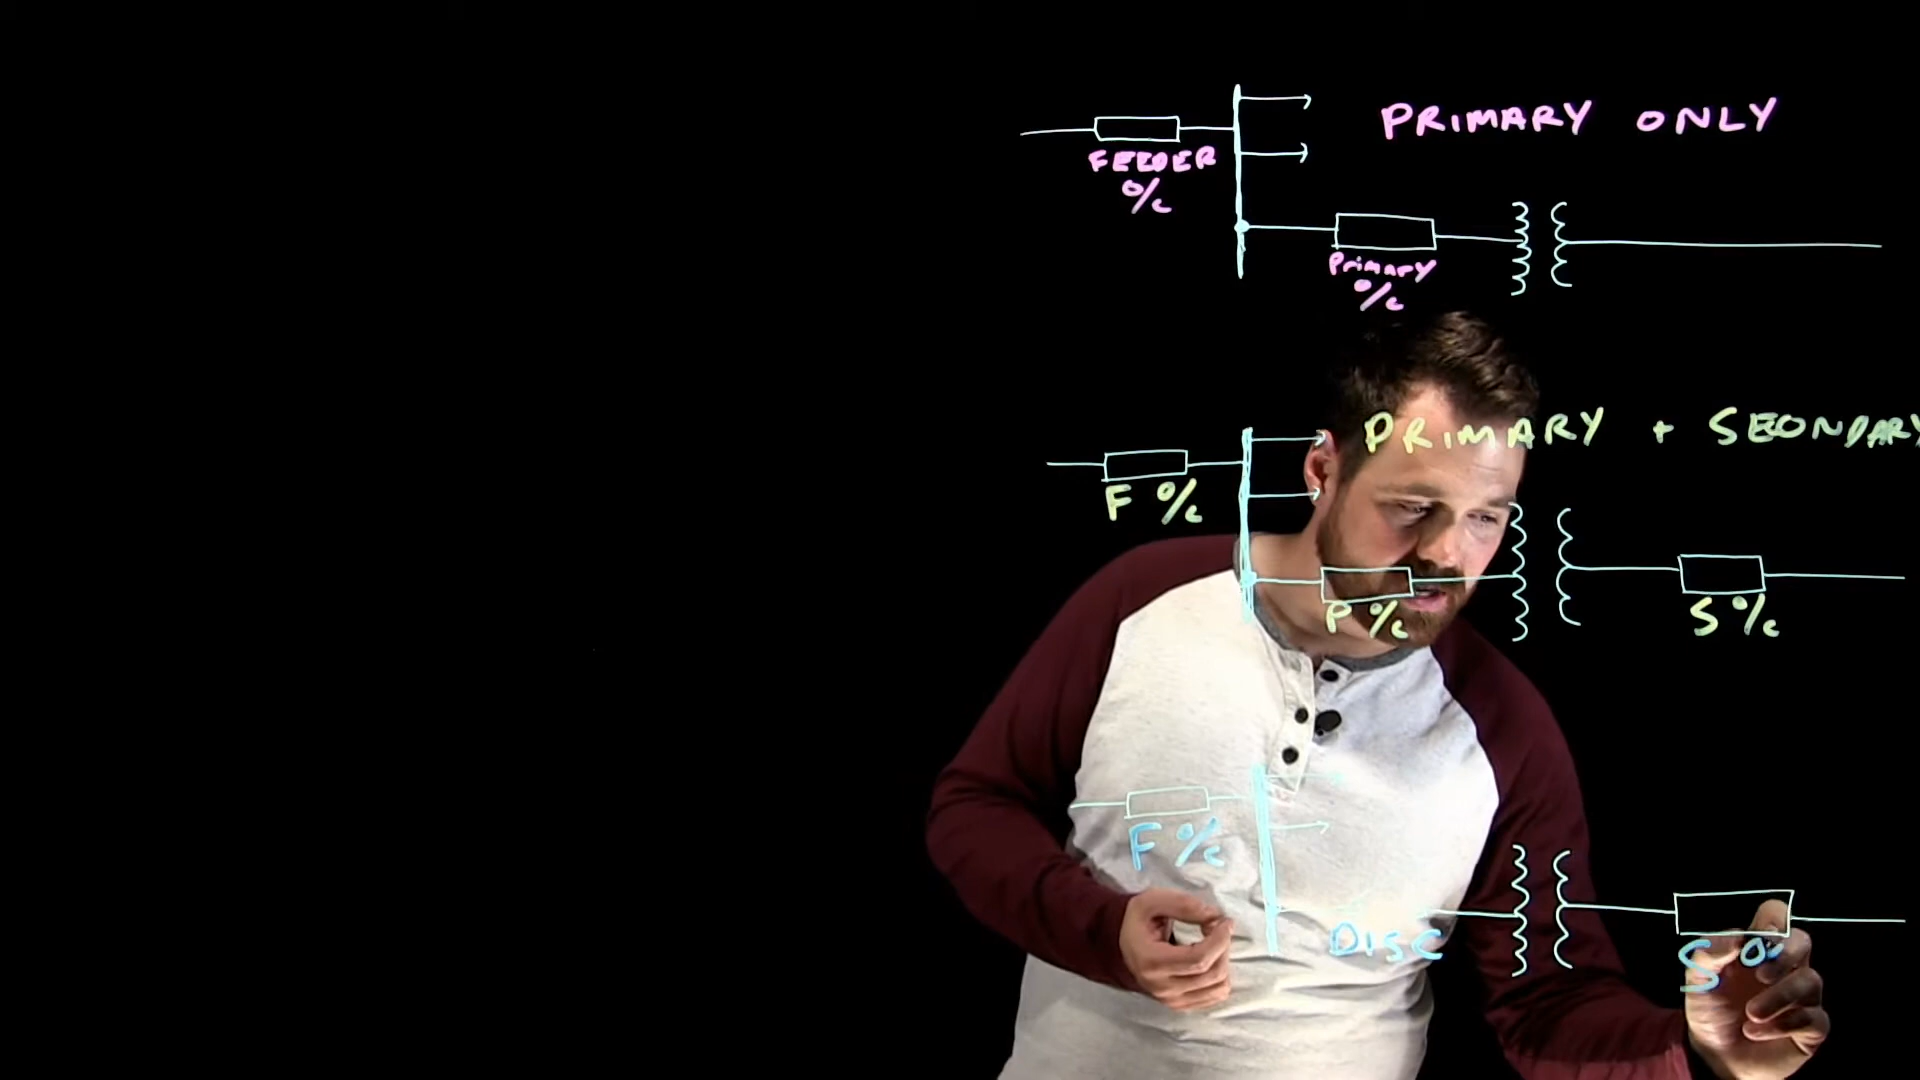 PRIMARY ONLY
FEEDER
O/C
Primary
O/C
PRIMARY + SEONDARY
F O/C
P O/C
S O/C
F O/C
DISC
S O